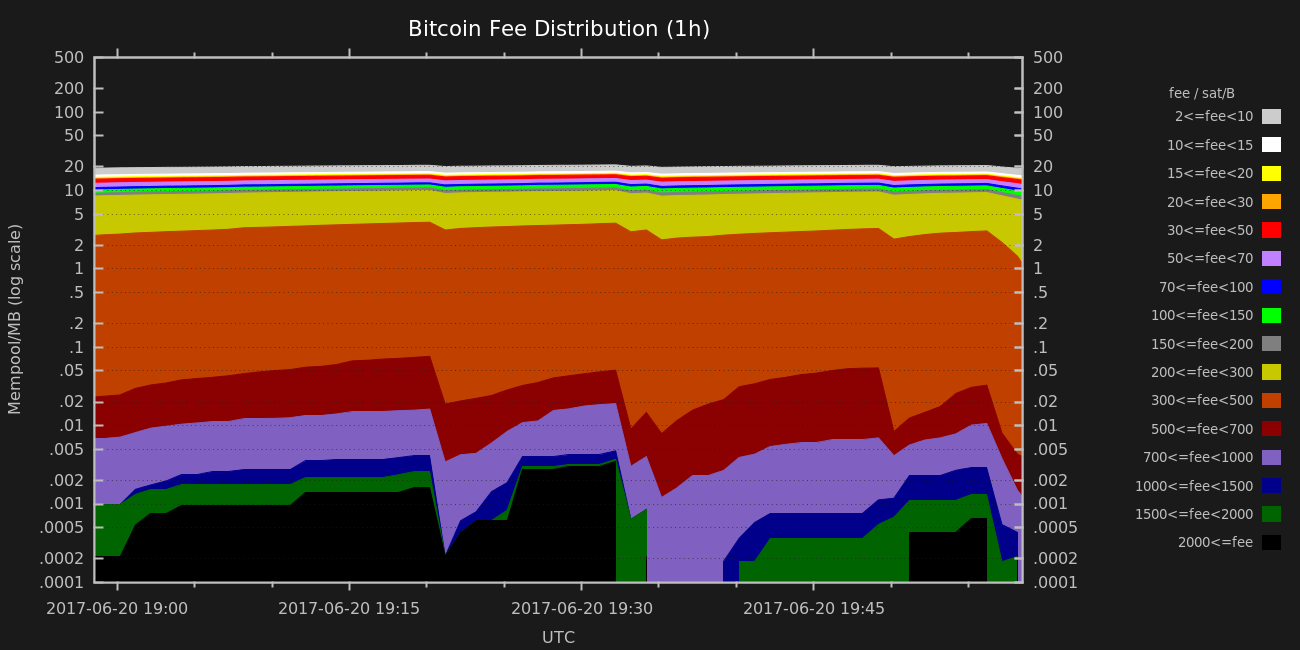 Bitcoin Fee Distribution (1h)
Mempool/MB (log scale)
500
200
100
50
20
10
5
2
1
.5
.2
.1
.05
.02
.01
.005
.002
.001
.0005
.0002
.0001
500
200
100
50
20
10
5
2
1
.5
.2
.1
.05
.02
.01
.005
.002
.001
.0005
.0002
.0001
2017-06-20 19:00
2017-06-20 19:15
2017-06-20 19:30
2017-06-20 19:45
UTC
fee / sat/B
2<=fee<10
10<=fee<15
15<=fee<20
20<=fee<30
30<=fee<50
50<=fee<70
70<=fee<100
100<=fee<150
150<=fee<200
200<=fee<300
300<=fee<500
500<=fee<700
700<=fee<1000
1000<=fee<1500
1500<=fee<2000
2000<=fee